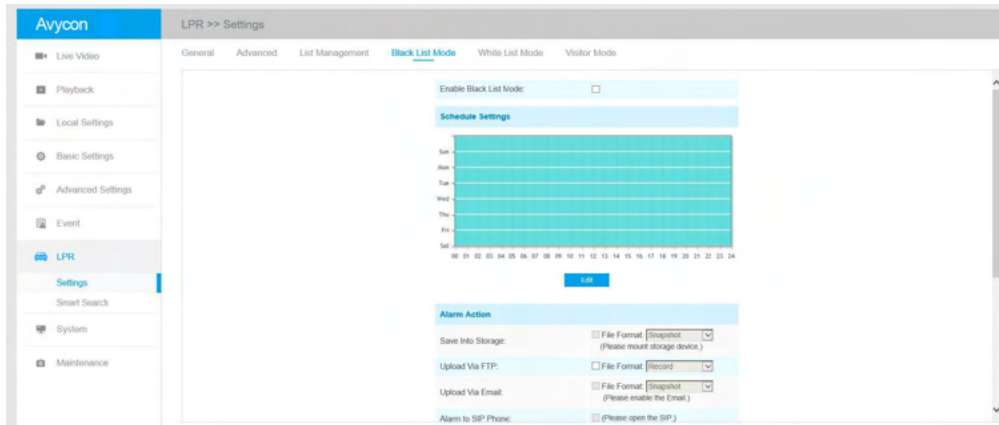 Avycon
LPR >> Settings
General Advanced List Management Black List Mode White List Mode Visitor Mode
Live Video
Playback
Local Settings
Basic Settings
Advanced Settings
Event
LPR
Settings
Smart Search
System
Maintenance
Enable Black List Mode:
Schedule Settings
Sun
Mon
Tue
Wed
Thu
Fri
Sat
00 01 02 03 04 05 06 07 08 09 10 11 12 13 14 15 16 17 18 19 20 21 22 23 24
Edit
Alarm Action
Save Into Storage: File Format: Snapshot
(Please mount storage device.)
Upload Via FTP: File Format: Record
Upload Via Email: File Format: Snapshot
(Please enable the Email.)
Alarm to SIP Phone: (Please open the SIP.)